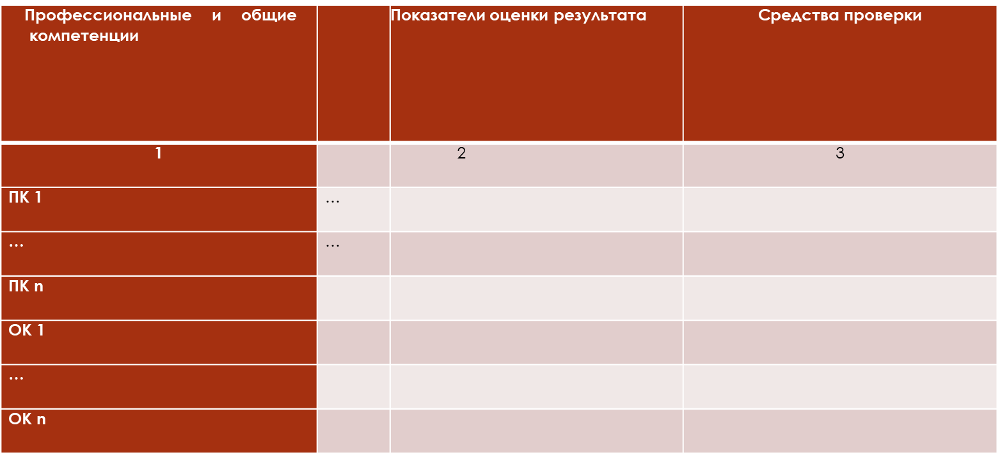 Профессиональные и общие
компетенции
Показатели оценки результата
Средства проверки
1
2
3
ПК 1
...
...
...
ПК n
ОК 1
...
ОК n